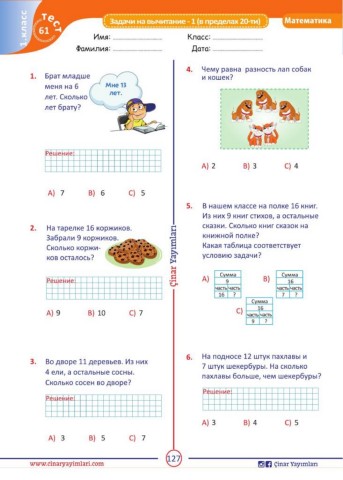 1.класс
тест
61
Задачи на вычитание - 1 (в пределах 20-ти)
Математика
Имя:
Класс:
Фамилия:
Дата:
1. Брат младше
меня на 6
лет. Сколько
лет брату?
Мне 13
лет.
Решение:
A) 7 B) 6 C) 5
2. На тарелке 16 коржиков.
Забрали 9 коржиков.
Сколько коржи-
ков осталось?
Решение:
A) 9 B) 10 C) 7
3. Во дворе 11 деревьев. Из них
4 ели, а остальные сосны.
Сколько сосен во дворе?
Решение:
A) 3 B) 5 C) 7
Çınar Yayımları
4. Чему равна разность лап собак
и кошек?
A) 2 B) 3 C) 4
5. В нашем классе на полке 16 книг.
Из них 9 книг стихов, а остальные
сказки. Сколько книг сказок на
книжной полке?
Какая таблица соответствует
условию задачи?
A) Сумма
9
часть часть
16 7
B) Сумма
16
часть часть
? 7
C) Сумма
16
часть часть
9 ?
6. На подносе 12 штук пахлавы и
7 штук шекербуры. На сколько
пахлавы больше, чем шекербуры?
Решение:
A) 3 B) 4 C) 5
www.cinaryayimlari.com
127
Çınar Yayımları